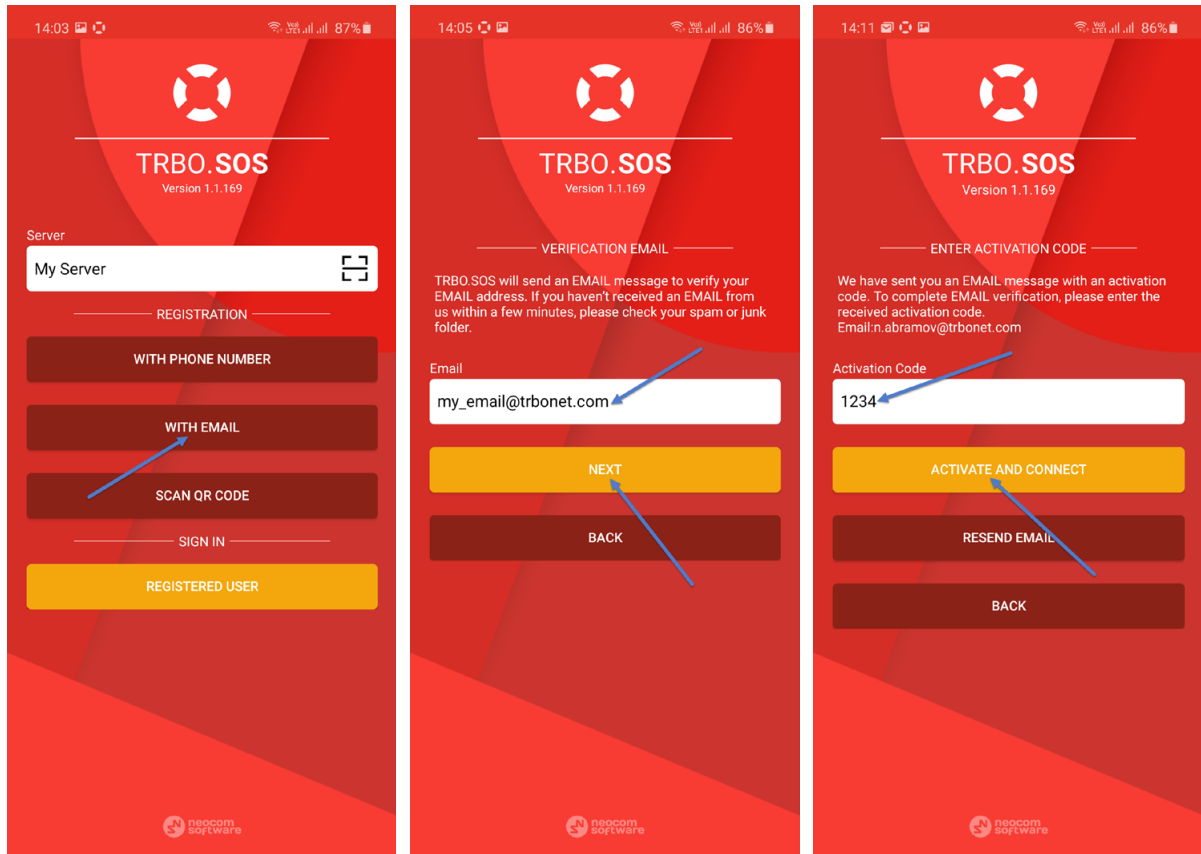 14:03 VoLTE1 87%
TRBO.SOS
Version 1.1.169
Server
My Server
REGISTRATION
WITH PHONE NUMBER
WITH EMAIL
SCAN QR CODE
SIGN IN
REGISTERED USER
neocom
software
14:05 86%
TRBO.SOS
Version 1.1.169
VERIFICATION EMAIL
TRBO.SOS will send an EMAIL message to verify your
EMAIL address. If you haven't received an EMAIL from
us within a few minutes, please check your spam or junk
folder.
Email
my_email@trbonet.com
NEXT
BACK
neocom
software
14:11 86%
TRBO.SOS
Version 1.1.169
ENTER ACTIVATION CODE
We have sent you an EMAIL message with an activation
code. To complete EMAIL verification, please enter the
received activation code.
Email:n.abramov@trbonet.com
Activation Code
1234
ACTIVATE AND CONNECT
RESEND EMAIL
BACK
neocom
software